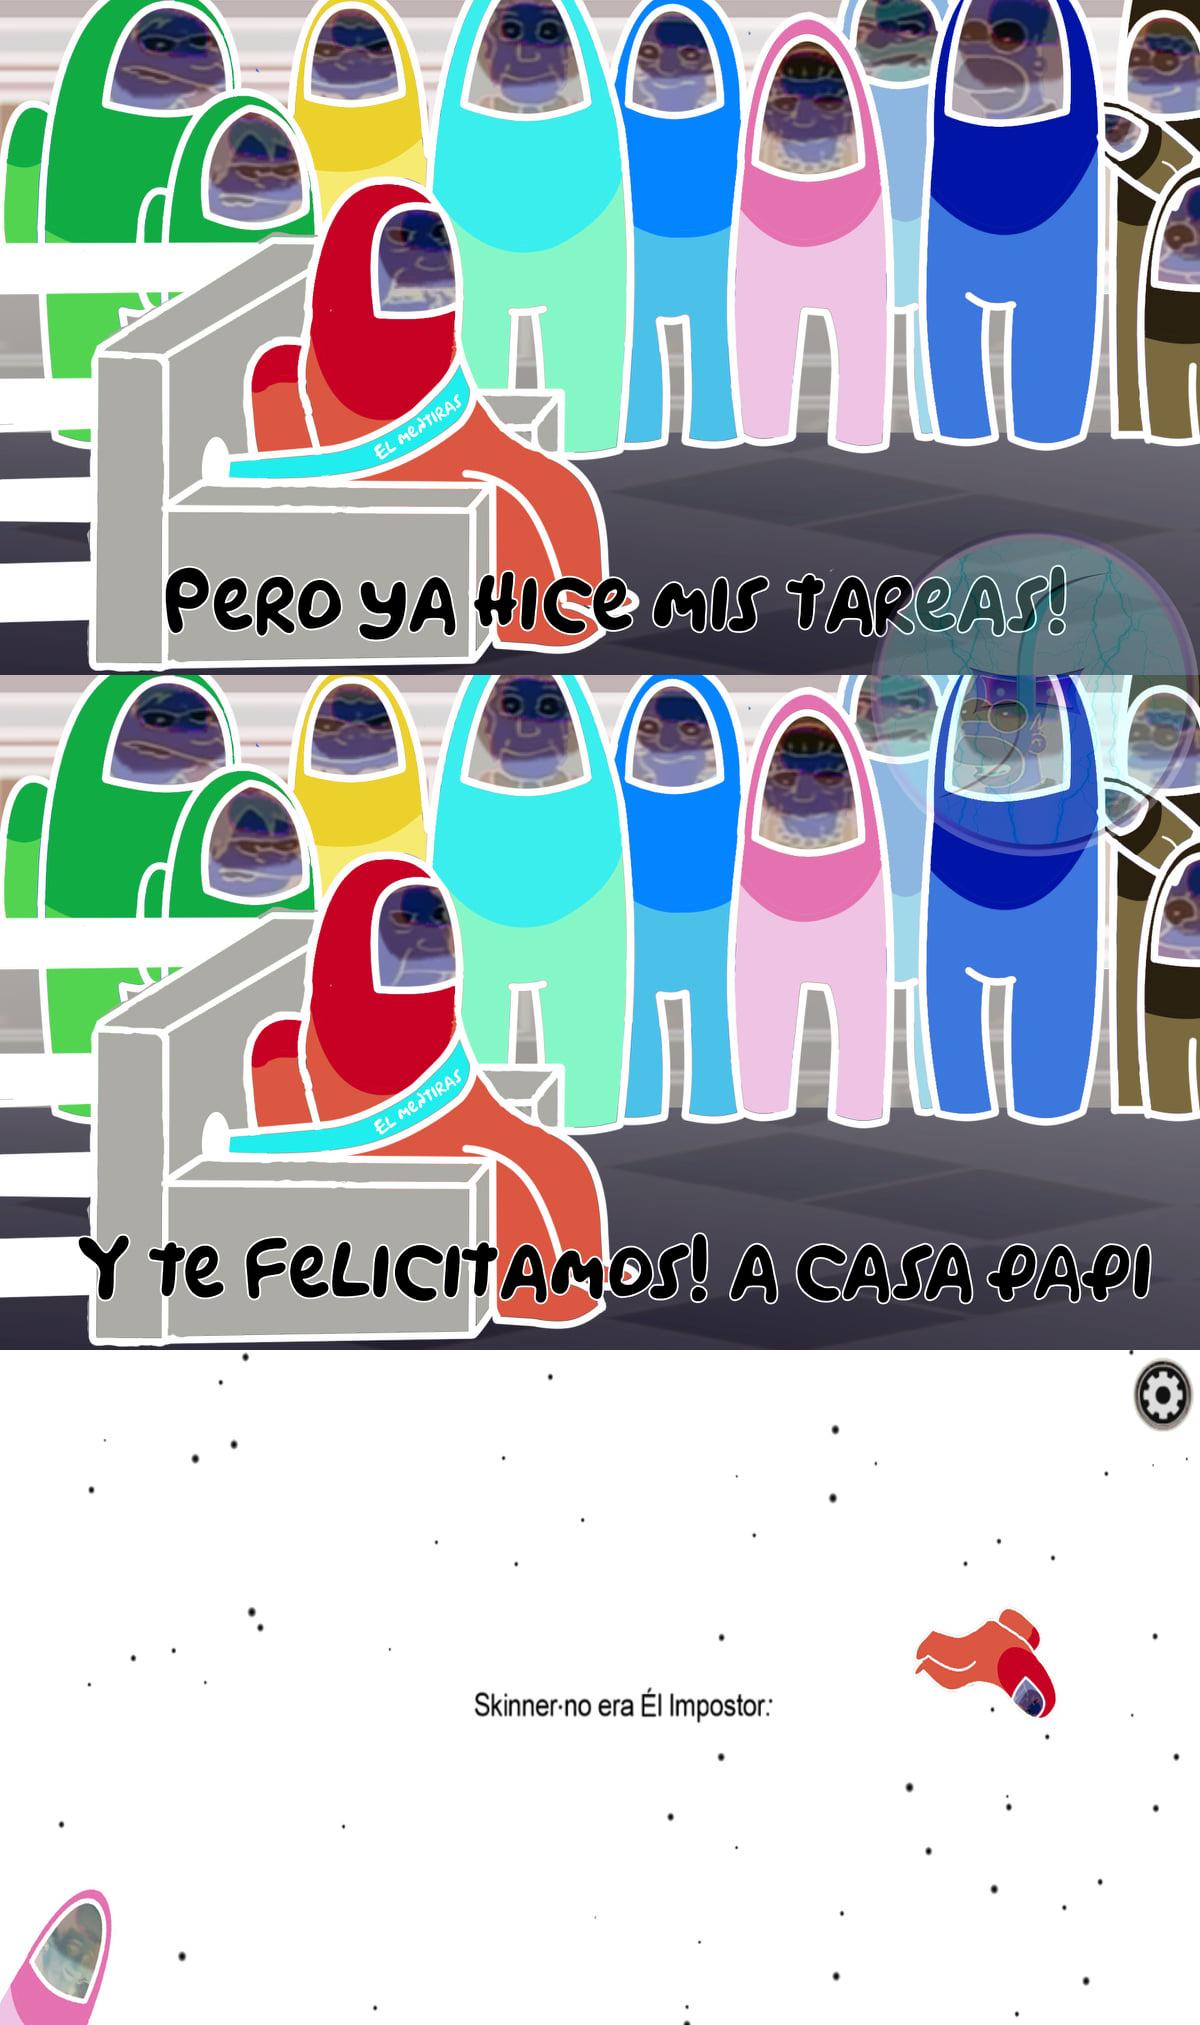 EL MENTIRAS
PERO YA HICE MIS TAREAS!
EL MENTIRAS
Y TE FELICITAMOS! A CASA PAPI
Skinner·no era Él Impostor: